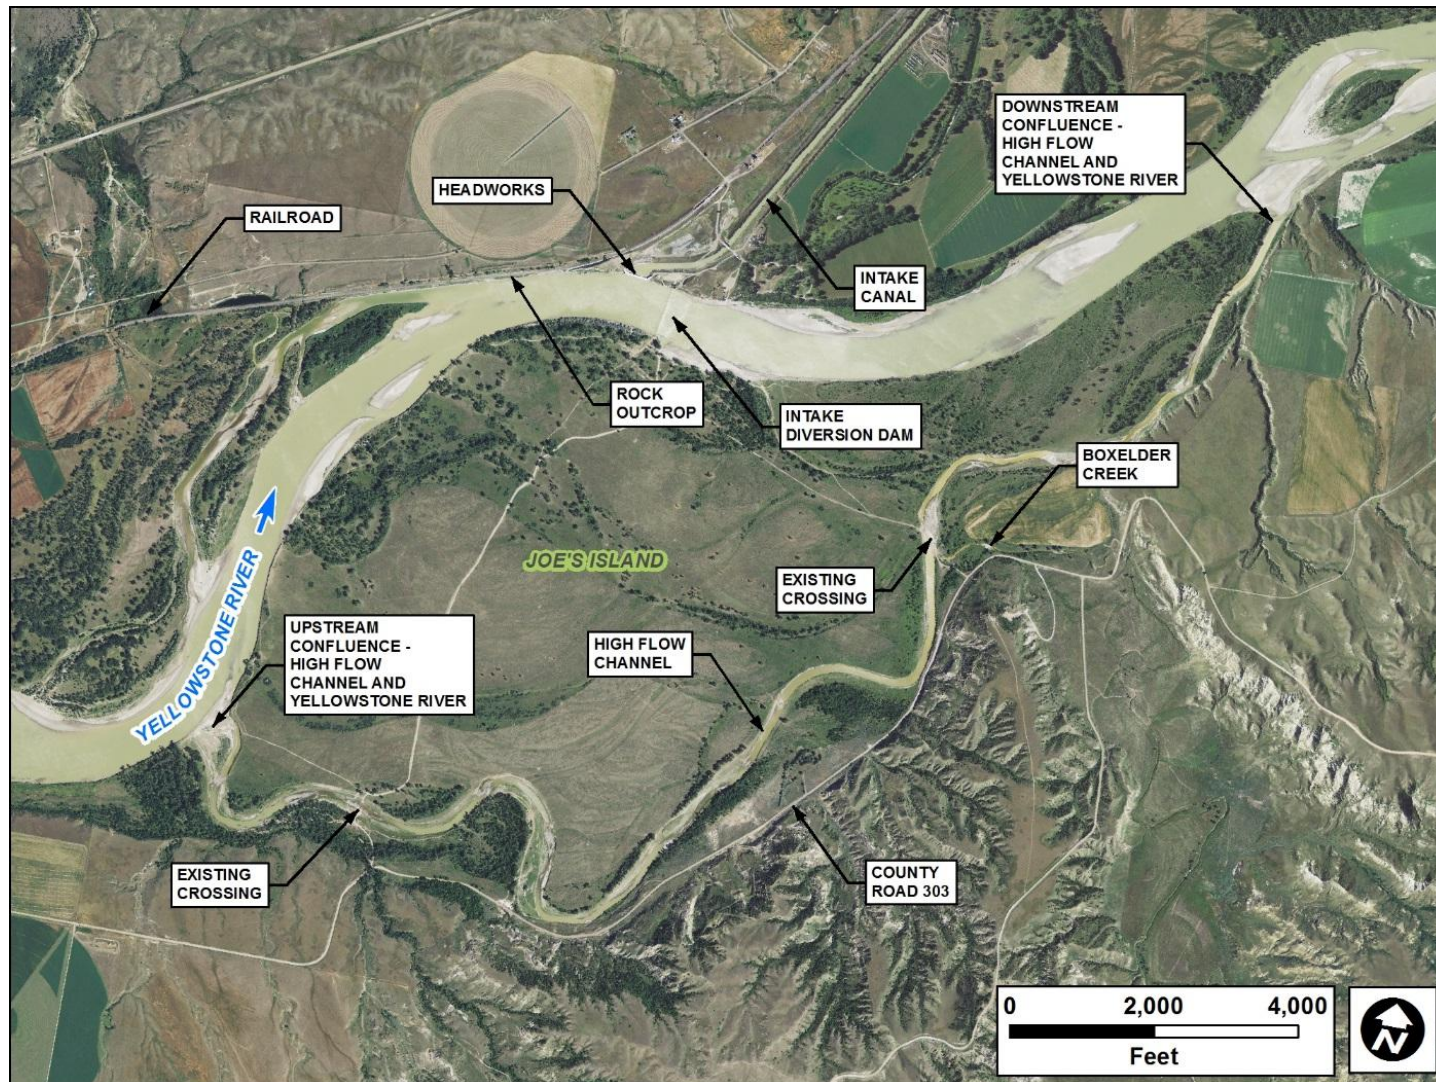 DOWNSTREAM
CONFLUENCE -
HIGH FLOW
CHANNEL AND
YELLOWSTONE RIVER
HEADWORKS
RAILROAD
INTAKE
CANAL
ROCK
OUTCROP
INTAKE
DIVERSION DAM
BOXELDER
CREEK
JOE'S ISLAND
EXISTING
CROSSING
YELLOWSTONE RIVER
UPSTREAM
CONFLUENCE -
HIGH FLOW
CHANNEL AND
YELLOWSTONE RIVER
HIGH FLOW
CHANNEL
EXISTING
CROSSING
COUNTY
ROAD 303
0 2,000 4,000
Feet
N